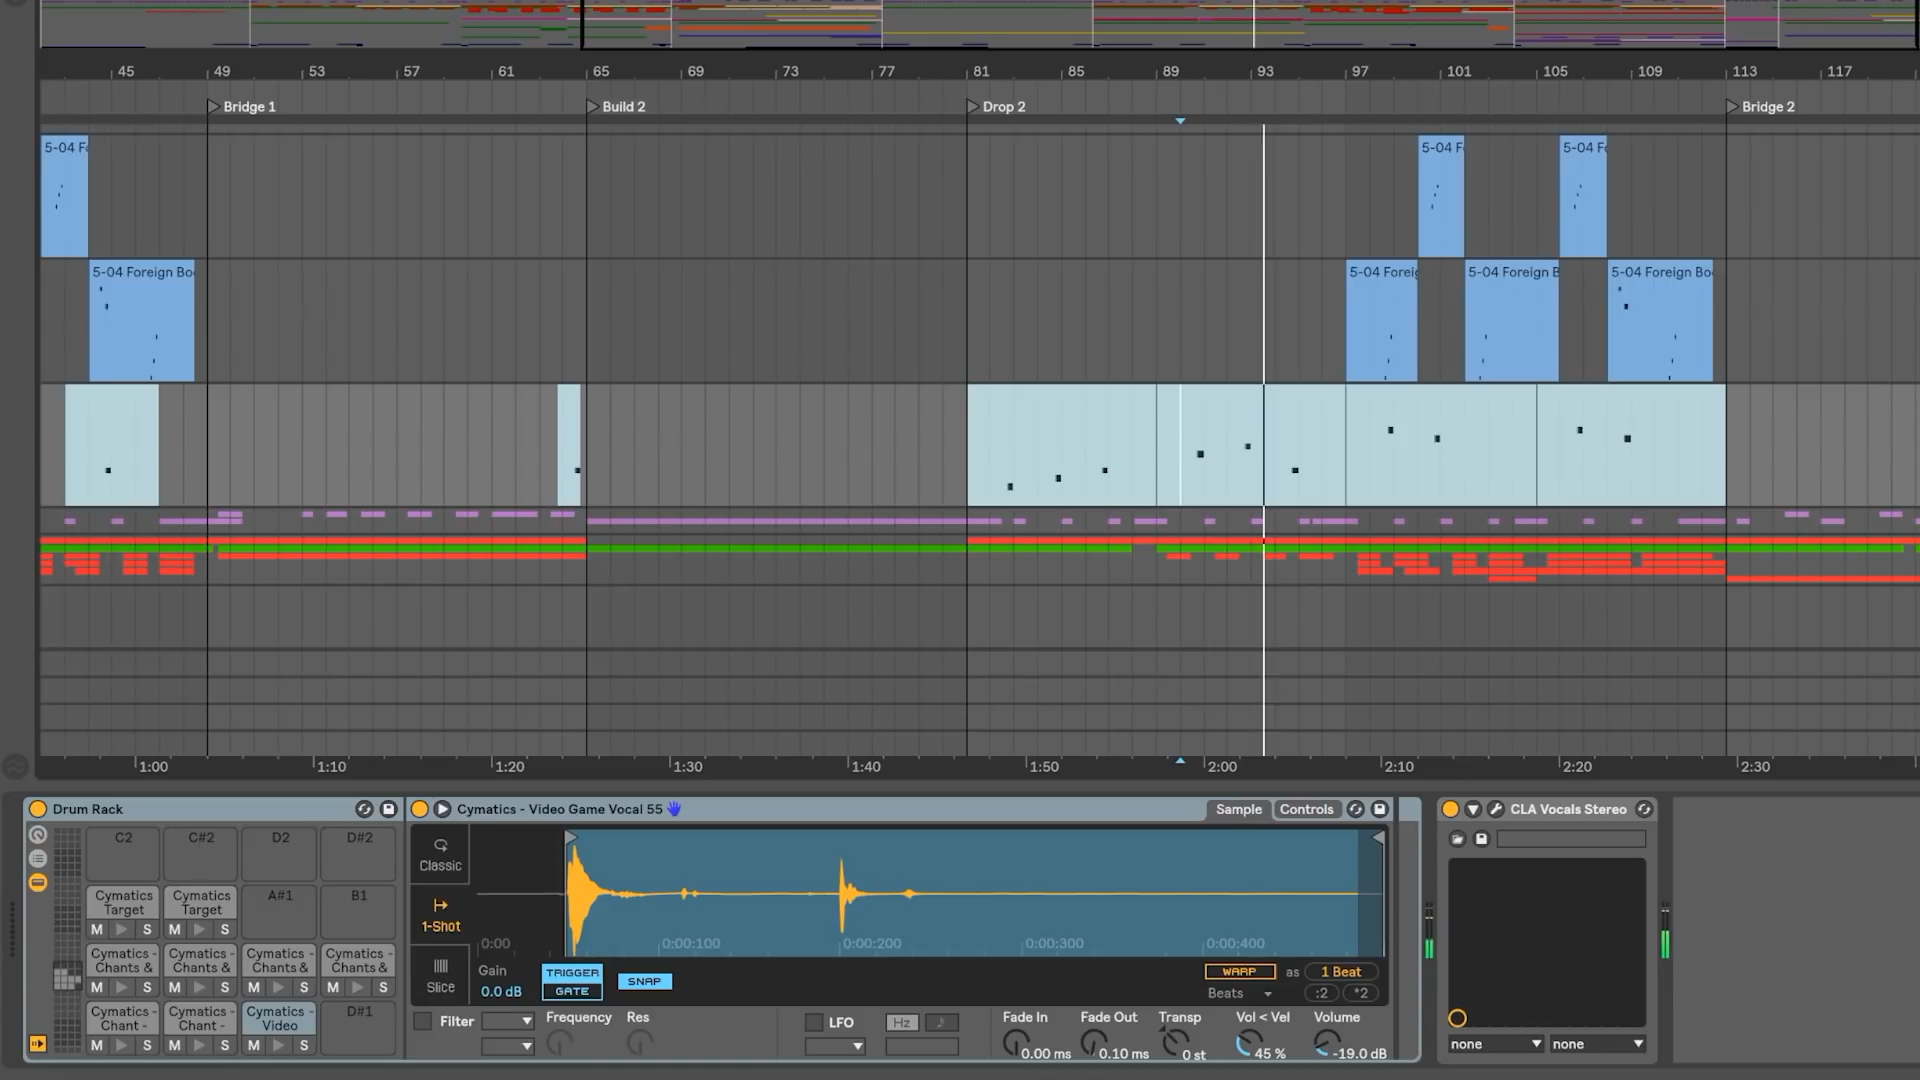 45 49 53 57 61 65 69 73 77 81 85 89 93 97 101 105 109 113 117
Bridge 1 Build 2 Drop 2 Bridge 2
5-04 Fo 5-04 Fo 5-04 Fo
5-04 Foreign Bo 5-04 Foreig 5-04 Foreign B 5-04 Foreign Bo
1:00 1:10 1:20 1:30 1:40 1:50 2:00 2:10 2:20 2:30
Drum Rack
C2 C#2 D2 D#2
Cymatics Target Cymatics Target A#1 B1
M S M S
Cymatics - Chants & Cymatics - Chants & Cymatics - Chants & Cymatics - Chants &
M S M S M S M S
Cymatics - Chant - Cymatics - Chant - Cymatics - Video D#1
M S M S M S
Cymatics - Video Game Vocal 55
Sample Controls
Classic
1-Shot
Slice
0:00 0:00:100 0:00:200 0:00:300 0:00:400
Gain
0.0 dB
TRIGGER
GATE
SNAP
WARP as 1 Beat
Beats :2 *2
Filter Frequency Res
LFO Hz
Fade In Fade Out Transp Vol < Vel Volume
0.00 ms 0.10 ms 0 st 45 % -19.0 dB
CLA Vocals Stereo
none none